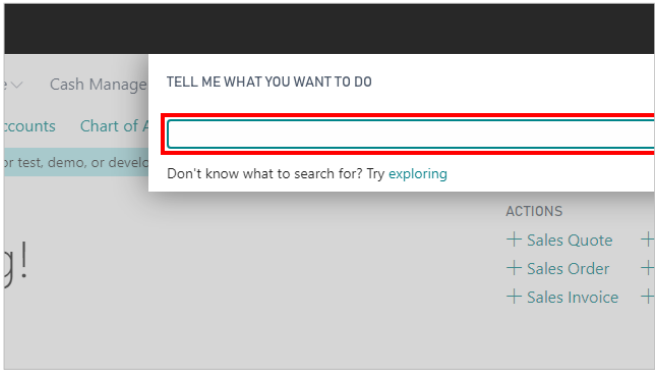 TELL ME WHAT YOU WANT TO DO
Cash Manage
ccounts Chart of A
or test, demo, or develo
Don't know what to search for? Try exploring
ACTIONS
+ Sales Quote +
+ Sales Order +
+ Sales Invoice +
g!